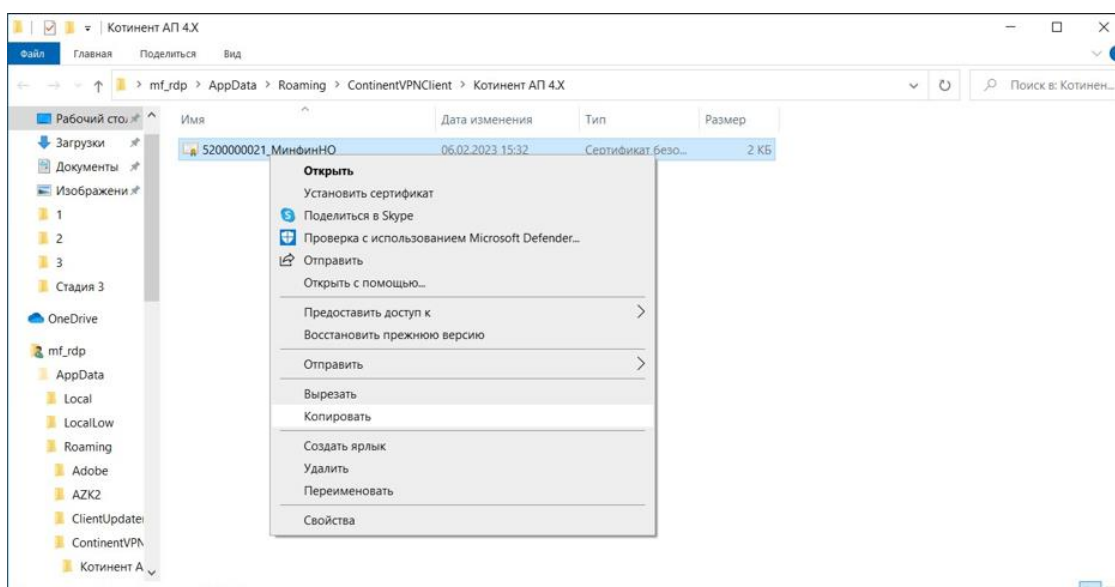 Котинент АП 4.X
Файл Главная Поделиться Вид
mf_rdp > AppData > Roaming > ContinentVPNClient > Котинент АП 4.X
Поиск в: Котинен...
Имя Дата изменения Тип Размер
5200000021_МинфинНО 06.02.2023 15:32 Сертификат безо... 2 КБ
Рабочий сто
Загрузки
Документы
Изображени
1
2
3
Стадия 3
OneDrive
mf_rdp
AppData
Local
LocalLow
Roaming
Adobe
AZK2
ClientUpdate
ContinentVPN
Котинент А
Открыть
Установить сертификат
Поделиться в Skype
Проверка с использованием Microsoft Defender...
Отправить
Открыть с помощью...
Предоставить доступ к
Восстановить прежнюю версию
Отправить
Вырезать
Копировать
Создать ярлык
Удалить
Переименовать
Свойства